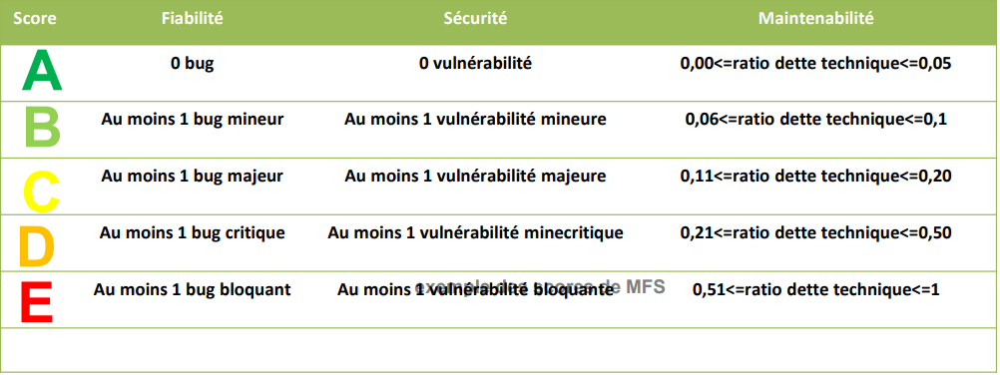 Score Fiabilité Sécurité Maintenabilité
A 0 bug 0 vulnérabilité 0,00<=ratio dette technique<=0,05
B Au moins 1 bug mineur Au moins 1 vulnérabilité mineure 0,06<=ratio dette technique<=0,1
C Au moins 1 bug majeur Au moins 1 vulnérabilité majeure 0,11<=ratio dette technique<=0,20
D Au moins 1 bug critique Au moins 1 vulnérabilité minecritique 0,21<=ratio dette technique<=0,50
E Au moins 1 bug bloquant Au moins 1 vulnérabilité bloquante 0,51<=ratio dette technique<=1
exemple des scores de MFS